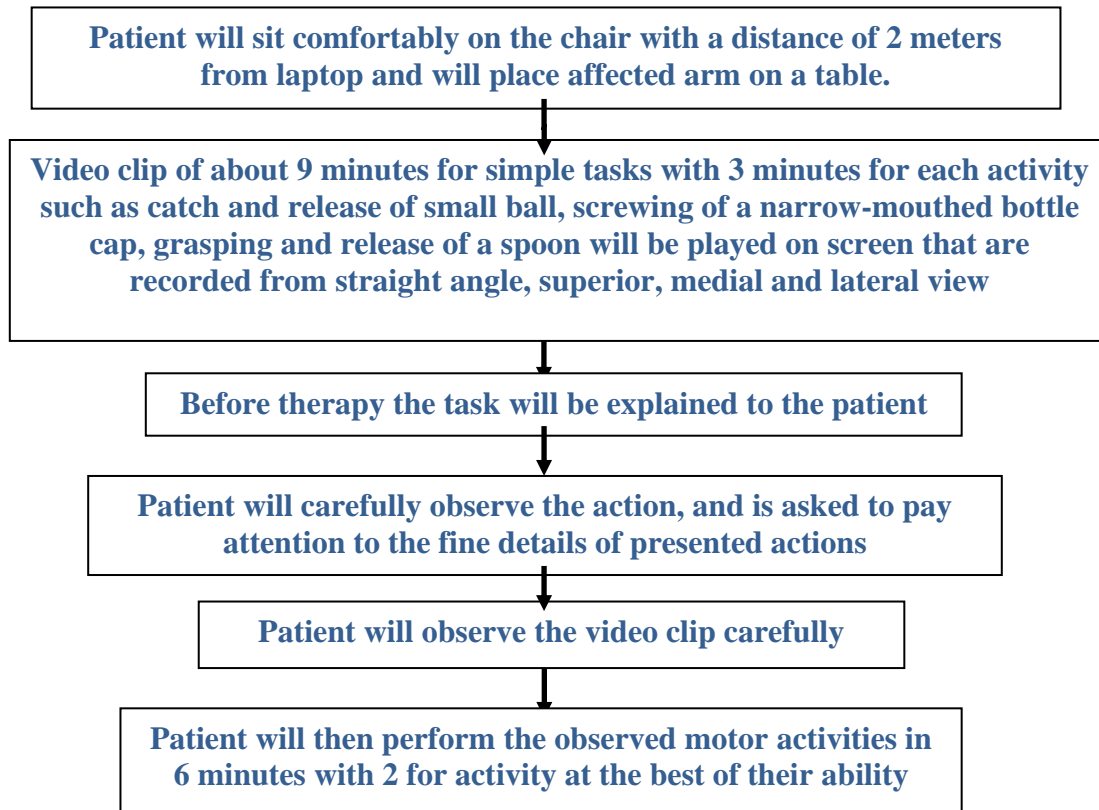 Patient will sit comfortably on the chair with a distance of 2 meters
from laptop and will place affected arm on a table.
Video clip of about 9 minutes for simple tasks with 3 minutes for each activity
such as catch and release of small ball, screwing of a narrow-mouthed bottle
cap, grasping and release of a spoon will be played on screen that are
recorded from straight angle, superior, medial and lateral view
Before therapy the task will be explained to the patient
Patient will carefully observe the action, and is asked to pay
attention to the fine details of presented actions
Patient will observe the video clip carefully
Patient will then perform the observed motor activities in
6 minutes with 2 for activity at the best of their ability